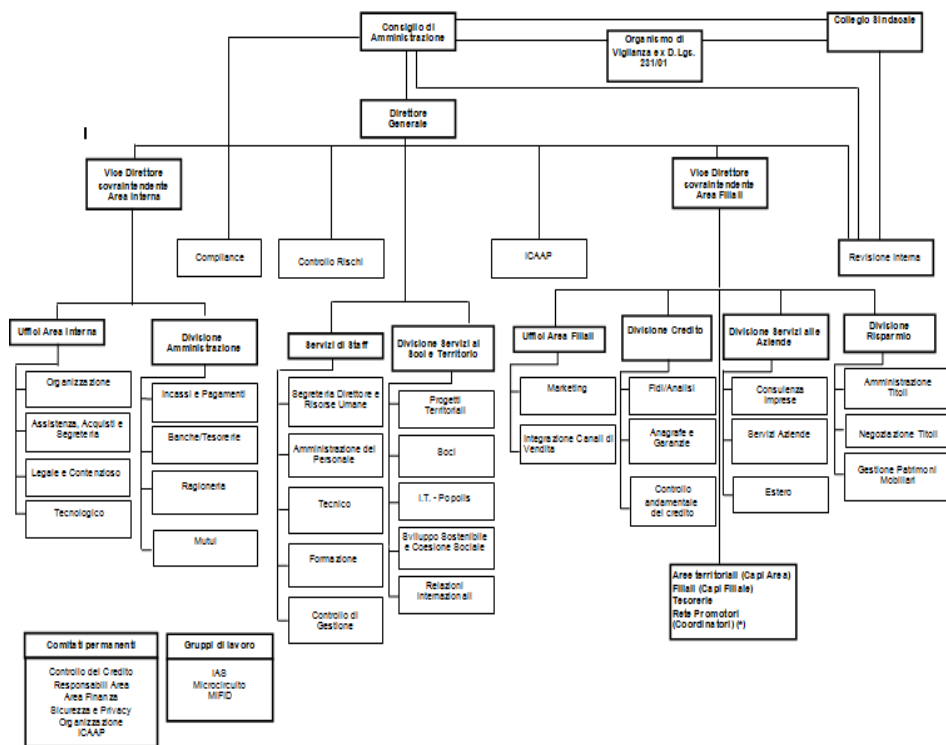 Consiglio di
Amministrazione
Collegio Sindacale
Organismo di
Vigilanza ex D.Lgs.
231/01
Direttore
Generale
I
Vice Direttore
sovraintendente
Area Interna
Vice Direttore
sovraintendente
Area Filiali
Compliance
Controllo Rischi
ICAAP
Revisione Interna
Uffici Area Interna
Divisione
Amministrazione
Servizi di Staff
Divisione Servizi ai
Soci e Territorio
Uffici Area Filiali
Divisione Credito
Divisione Servizi alle
Aziende
Divisione
Risparmio
Organizzazione
Assistenza, Acquisti e
Segreteria
Legale e Contenzioso
Tecnologico
Incassi e Pagamenti
Banche/Tesorerie
Ragioneria
Mutui
Segreteria Direttore e
Risorse Umane
Amministrazione del
Personale
Tecnico
Formazione
Controllo di
Gestione
Progetti
Territoriali
Soci
I.T. - Popolis
Sviluppo Sostenibile
e Coesione Sociale
Relazioni
Internazionali
Marketing
Integrazione Canali di
Vendita
Fidi/Analisi
Anagrafe e
Garanzie
Controllo
andamentale
del credito
Consulenza
Imprese
Servizi Aziende
Estero
Amministrazione
Titoli
Negoziazione Titoli
Gestione Patrimoni
Mobiliari
Aree territoriali (Capi Area)
Filiali (Capi Filiale)
Tesorerie
Rete Promotori
(Coordinatori) (*)
Comitati permanenti
Controllo del Credito
Responsabili Area
Area Finanza
Sicurezza e Privacy
Organizzazione
ICAAP
Gruppi di lavoro
IAS
Microcircuito
MIFID